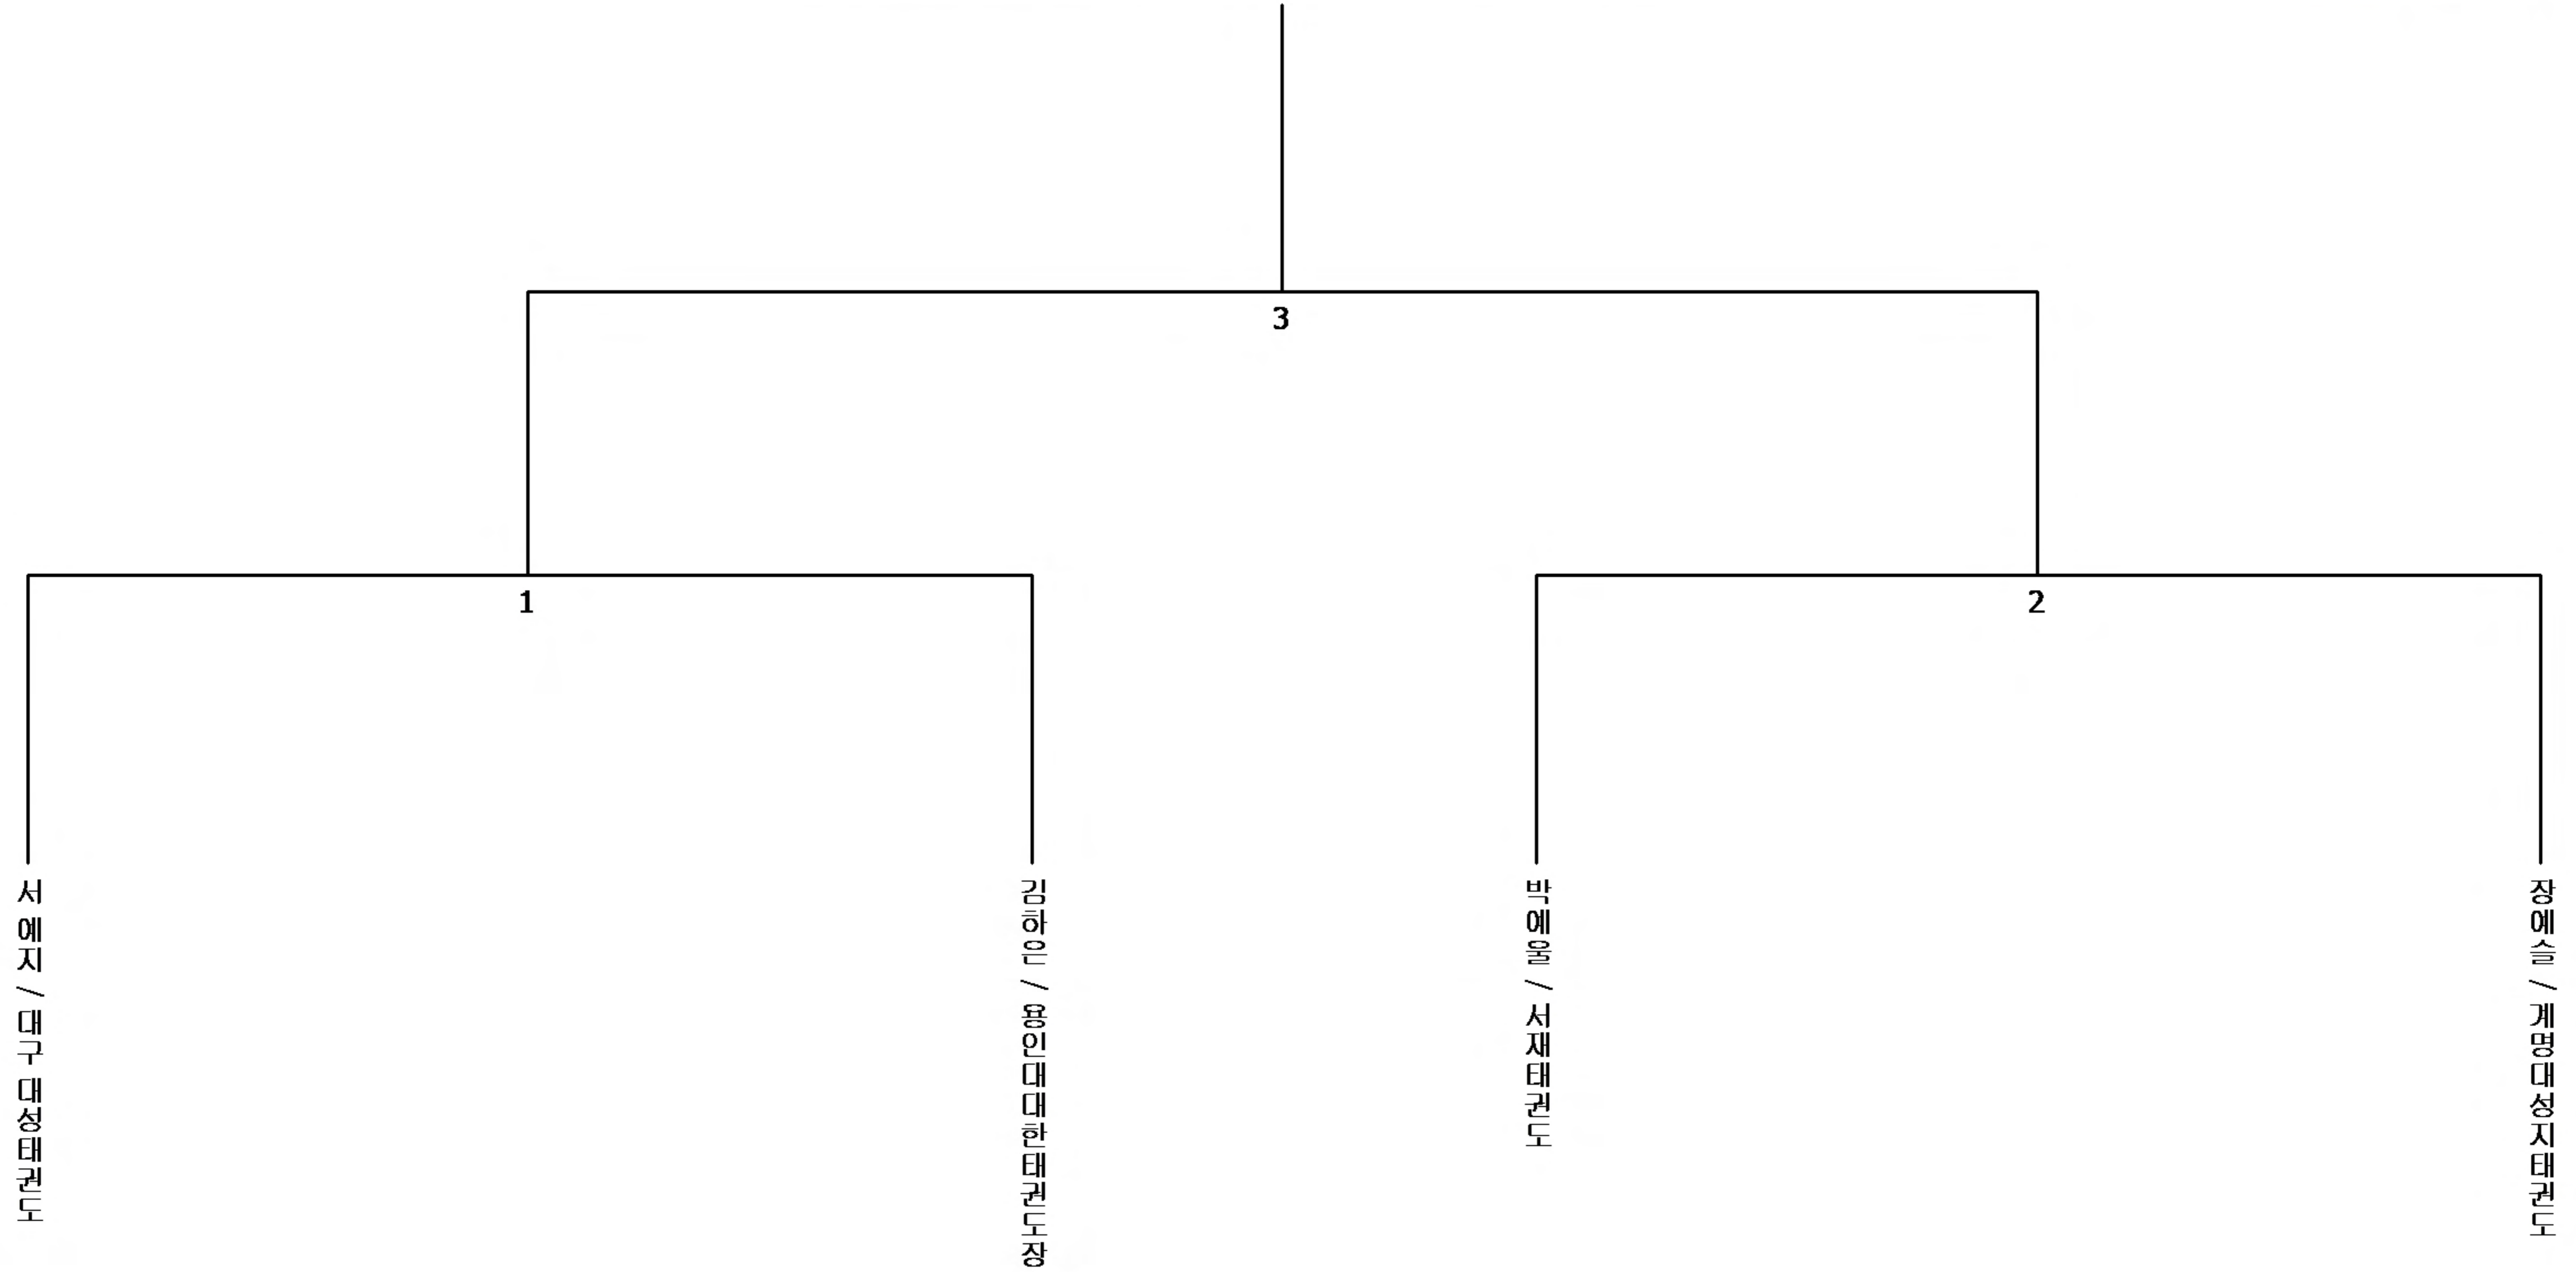 3
1
2
서 예지 / 대구 대성태권도
김하은 / 용인대대한태권도장
박예울 / 서재태권도
장예슬 / 계명대성지태권도